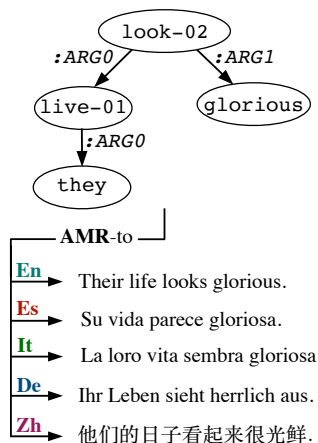 look-02
:ARG0 :ARG1
live-01 glorious
:ARG0
they
AMR-to
En Their life looks glorious.
Es Su vida parece gloriosa.
It La loro vita sembra gloriosa
De Ihr Leben sieht herrlich aus.
Zh 他们的日子看起来很光鲜.